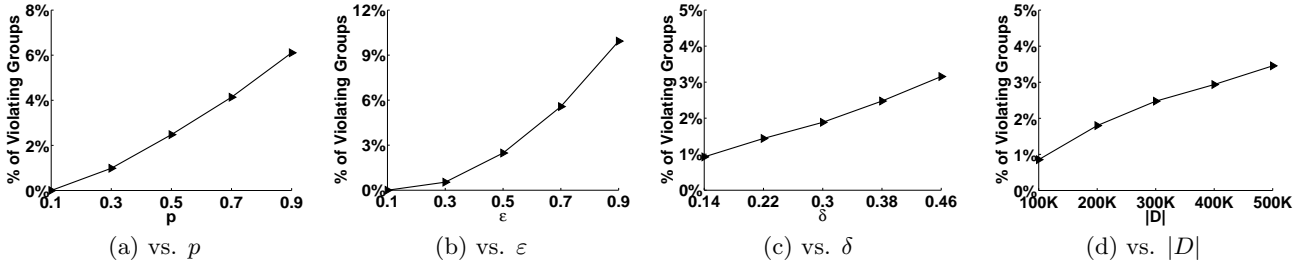 % of Violating Groups
8%
6%
4%
2%
0%
0.1 0.3 0.5 0.7 0.9
p
(a) vs. p
% of Violating Groups
12%
9%
6%
3%
0%
0.1 0.3 0.5 0.7 0.9
ε
(b) vs. ε
% of Violating Groups
5%
4%
3%
2%
1%
0%
0.14 0.22 0.3 0.38 0.46
δ
(c) vs. δ
% of Violating Groups
5%
4%
3%
2%
1%
0%
100K 200K 300K 400K 500K
|D|
(d) vs. |D|